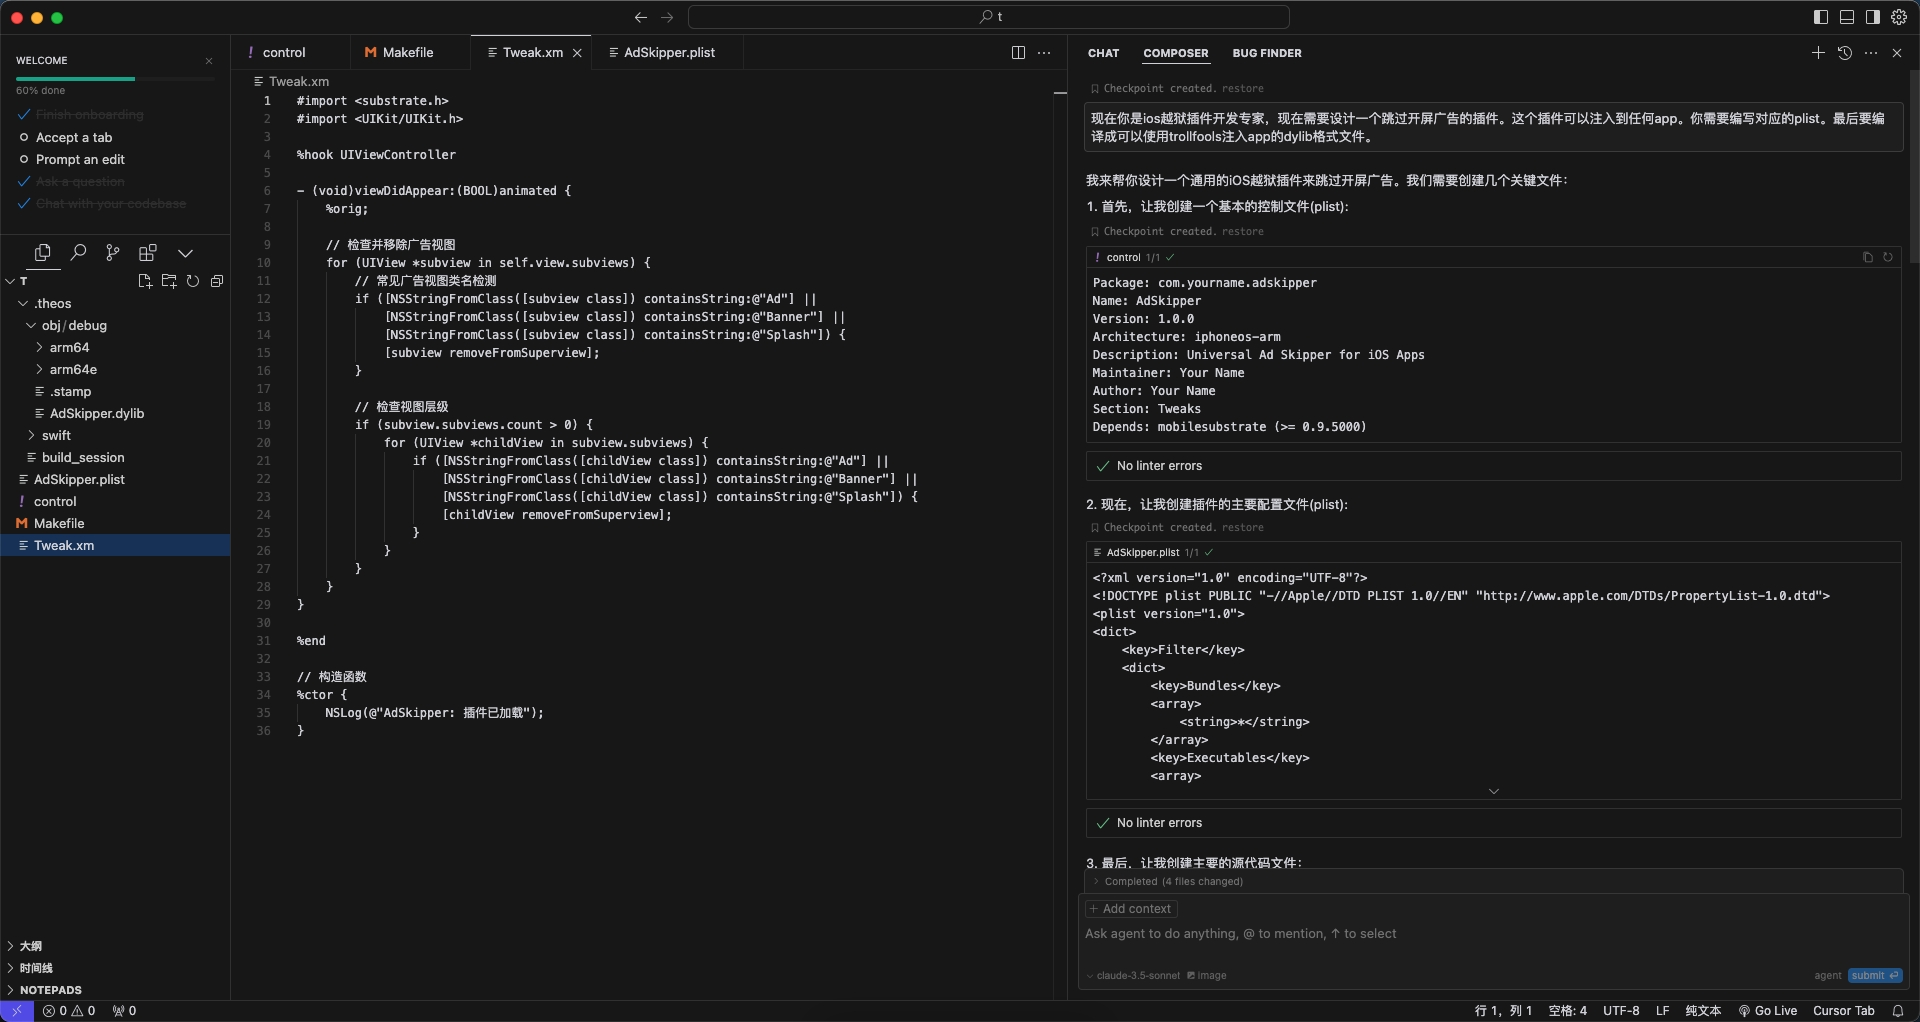 t
WELCOME
60% done
Finish onboarding
Accept a tab
Prompt an edit
Ask a question
Chat with your codebase
T
.theos
obj/debug
arm64
arm64e
.stamp
AdSkipper.dylib
swift
build_session
AdSkipper.plist
! control
M Makefile
Tweak.xm
大纲
时间线
NOTEPADS
! control
M Makefile
Tweak.xm
AdSkipper.plist
Tweak.xm
1 #import <substrate.h>
2 #import <UIKit/UIKit.h>
3
4 %hook UIViewController
5
6 - (void)viewDidAppear:(BOOL)animated {
7 %orig;
8
9 // 检查并移除广告视图
10 for (UIView *subview in self.view.subviews) {
11 // 常见广告视图类名检测
12 if ([NSStringFromClass([subview class]) containsString:@"Ad"] ||
13 [NSStringFromClass([subview class]) containsString:@"Banner"] ||
14 [NSStringFromClass([subview class]) containsString:@"Splash"]) {
15 [subview removeFromSuperview];
16 }
17
18 // 检查视图层级
19 if (subview.subviews.count > 0) {
20 for (UIView *childView in subview.subviews) {
21 if ([NSStringFromClass([childView class]) containsString:@"Ad"] ||
22 [NSStringFromClass([childView class]) containsString:@"Banner"] ||
23 [NSStringFromClass([childView class]) containsString:@"Splash"]) {
24 [childView removeFromSuperview];
25 }
26 }
27 }
28 }
29 }
30
31 %end
32
33 // 构造函数
34 %ctor {
35 NSLog(@"AdSkipper: 插件已加载");
36 }
CHAT COMPOSER BUG FINDER
Checkpoint created. restore
现在你是ios越狱插件开发专家，现在需要设计一个跳过开屏广告的插件。这个插件可以注入到任何app。你需要编写对应的plist。最后要编
译成可以使用trollfools注入app的dylib格式文件。
我来帮你设计一个通用的iOS越狱插件来跳过开屏广告。我们需要创建几个关键文件:
1. 首先，让我创建一个基本的控制文件(plist):
Checkpoint created. restore
! control 1/1
Package: com.yourname.adskipper
Name: AdSkipper
Version: 1.0.0
Architecture: iphoneos-arm
Description: Universal Ad Skipper for iOS Apps
Maintainer: Your Name
Author: Your Name
Section: Tweaks
Depends: mobilesubstrate (>= 0.9.5000)
No linter errors
2. 现在，让我创建插件的主要配置文件(plist):
Checkpoint created. restore
AdSkipper.plist 1/1
<?xml version="1.0" encoding="UTF-8"?>
<!DOCTYPE plist PUBLIC "-//Apple//DTD PLIST 1.0//EN" "http://www.apple.com/DTDs/PropertyList-1.0.dtd">
<plist version="1.0">
<dict>
<key>Filter</key>
<dict>
<key>Bundles</key>
<array>
<string>*</string>
</array>
<key>Executables</key>
<array>
No linter errors
3. 最后，让我创建主要的源代码文件:
Completed (4 files changed)
+ Add context
Ask agent to do anything, @ to mention, ↑ to select
claude-3.5-sonnet Image
agent submit
0 0 0
行 1，列 1 空格: 4 UTF-8 LF 纯文本 Go Live Cursor Tab